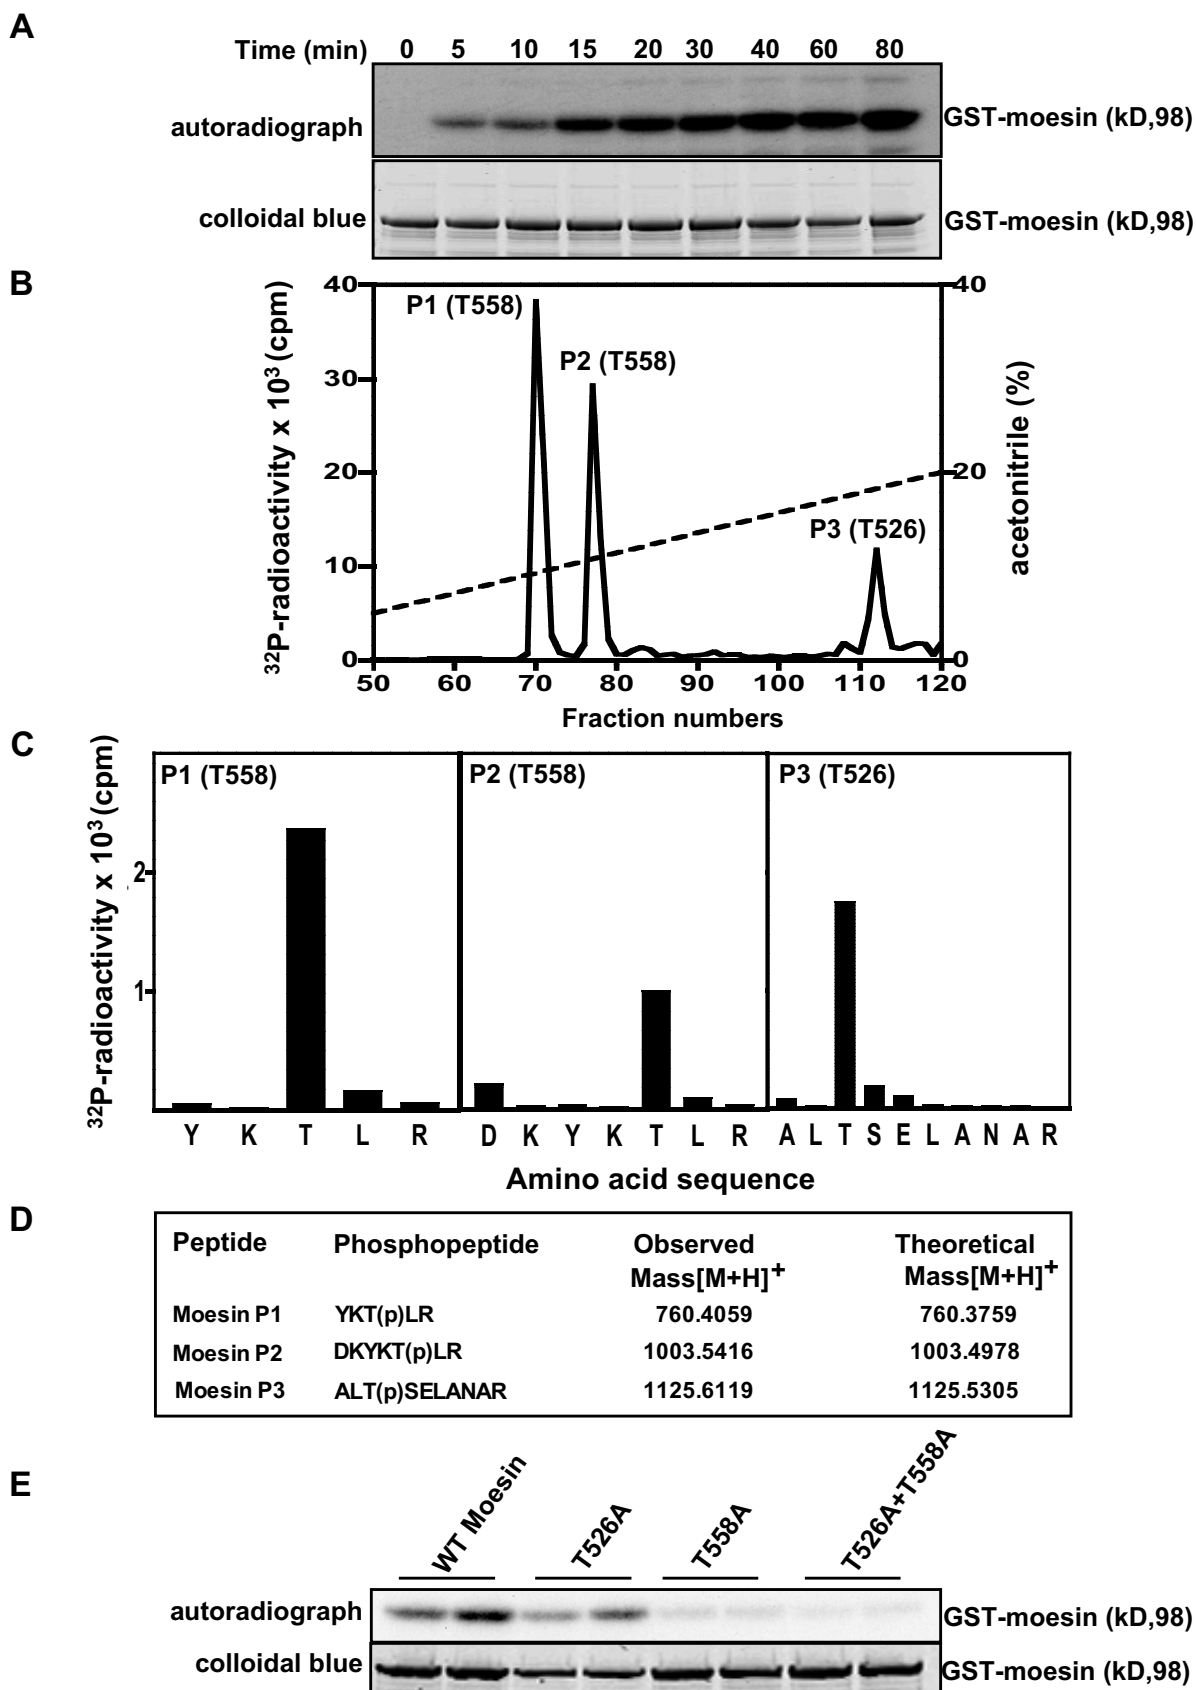 A
Time (min) 0 5 10 15 20 30 40 60 80
autoradiograph GST-moesin (kD,98)
colloidal blue GST-moesin (kD,98)
B
³²P-radioactivity x 10³ (cpm)
40
30
20
10
0
P1 (T558)
P2 (T558)
P3 (T526)
40
20
0
acetonitrile (%)
50 60 70 80 90 100 110 120
Fraction numbers
C
³²P-radioactivity x 10³ (cpm)
2
1
P1 (T558) P2 (T558) P3 (T526)
Y K T L R D K Y K T L R A L T S E L A N A R
Amino acid sequence
D
Peptide Phosphopeptide Observed Theoretical
Mass[M+H]⁺ Mass[M+H]⁺
Moesin P1 YKT(p)LR 760.4059 760.3759
Moesin P2 DKYKT(p)LR 1003.5416 1003.4978
Moesin P3 ALT(p)SELANAR 1125.6119 1125.5305
E
WT Moesin T526A T558A T526A+T558A
autoradiograph GST-moesin (kD,98)
colloidal blue GST-moesin (kD,98)